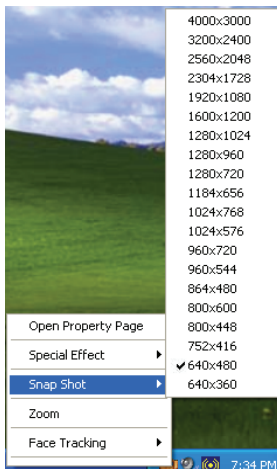 4000x3000
3200x2400
2560x2048
2304x1728
1920x1080
1600x1200
1280x1024
1280x960
1280x720
1184x656
1024x768
1024x576
960x720
960x544
864x480
800x600
800x448
752x416
640x480
640x360
Open Property Page
Special Effect
Snap Shot
Zoom
Face Tracking
7:34 PM